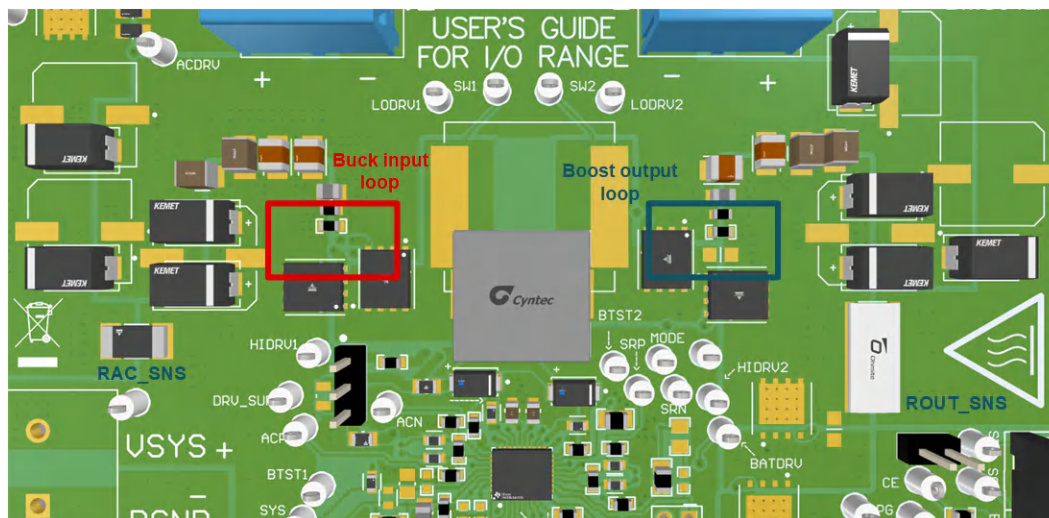 USER'S GUIDE
FOR I/O RANGE
ACDRV
+
-
-
+
SW1
SW2
LODRV1
LODRV2
KEMET
KEMET
KEMET
KEMET
KEMET
KEMET
KEMET
KEMET
Buck input
loop
Boost output
loop
Cyntec
BTST2
SRP
MODE
HIDRV1
HIDRV2
RAC_SNS
ROUT_SNS
DRV_SU
ACN
SRN
ACP
VSYS +
BATDRV
BTST1
CE
-
SYS
PG